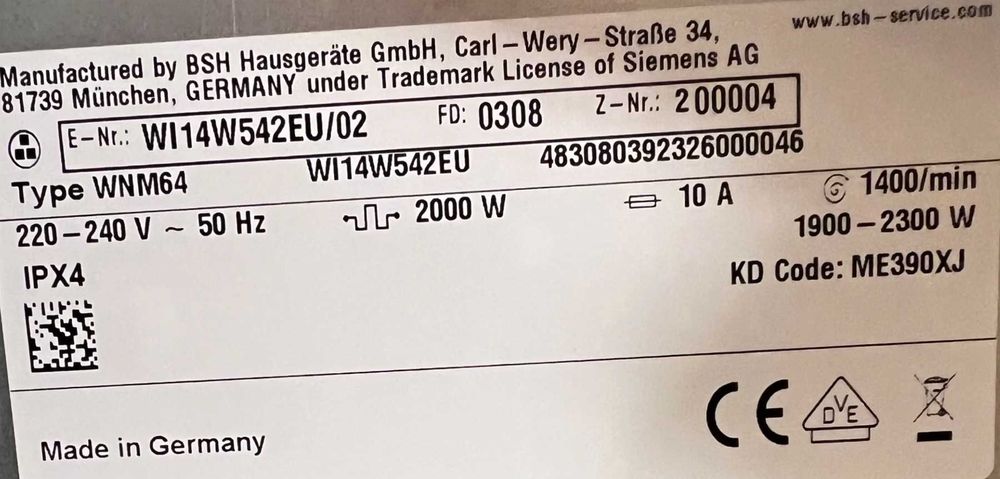 www.bsh-service.com
Manufactured by BSH Hausgeräte GmbH, Carl-Wery-Straße 34,
81739 München, GERMANY under Trademark License of Siemens AG
E-Nr.: WI14W542EU/02 FD: 0308 Z-Nr.: 200004
Type WNM64 WI14W542EU 483080392326000046
220-240 V ~ 50 Hz 2000 W 10 A 1400/min
1900-2300 W
IPX4 KD Code: ME390XJ
Made in Germany CE DVE